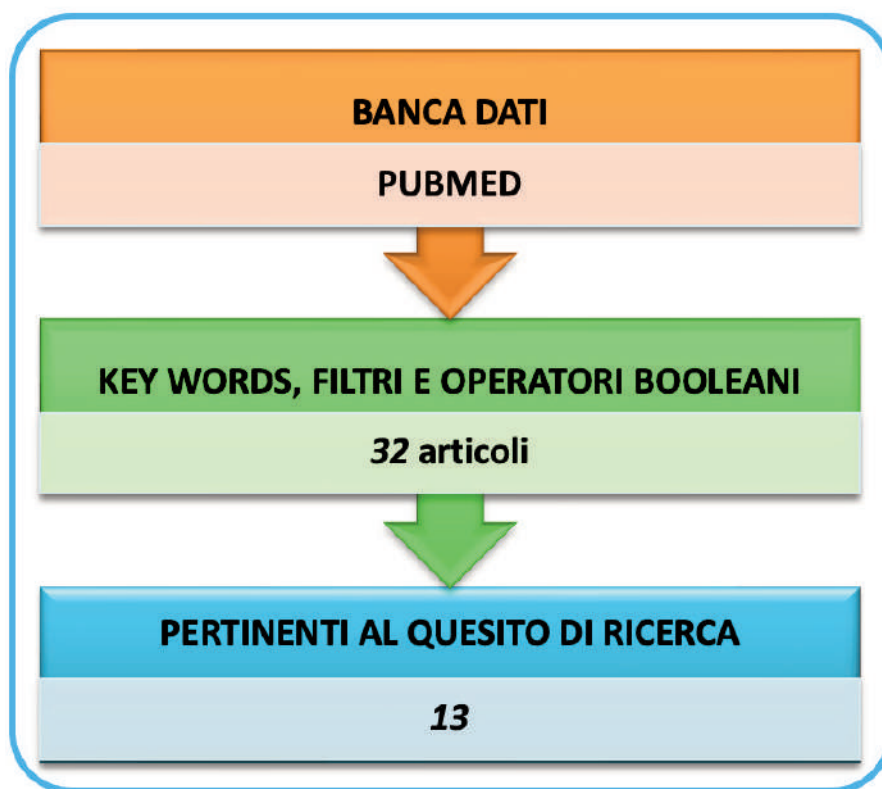 BANCA DATI
PUBMED
KEY WORDS, FILTRI E OPERATORI BOOLEANI
32 articoli
PERTINENTI AL QUESITO DI RICERCA
13